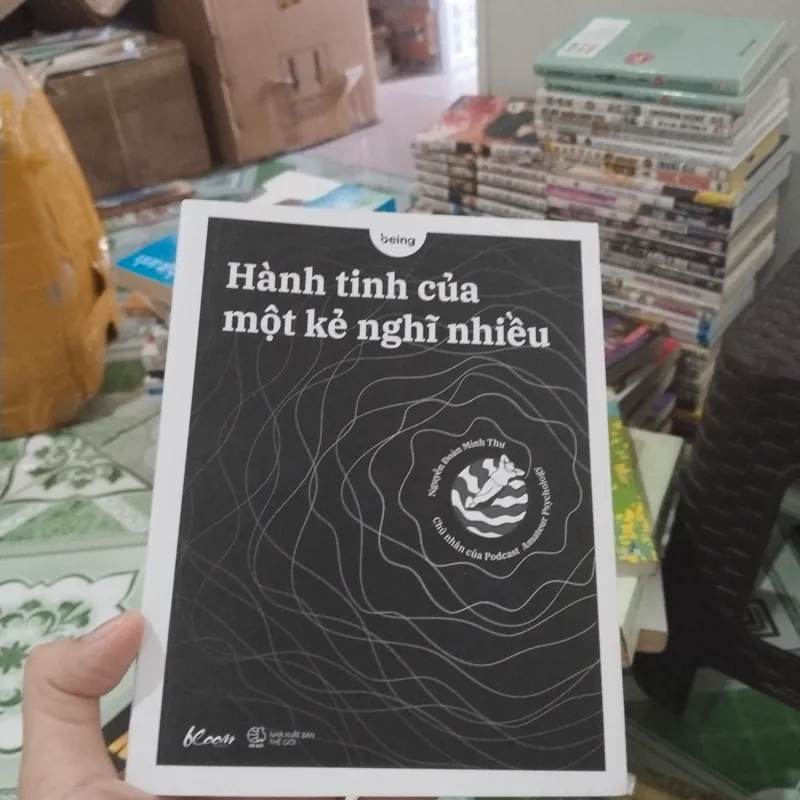 being
Hành tinh của
một kẻ nghĩ nhiều
Nguyễn Đoàn Minh Thư
Chủ nhân của Podcast Amateur Psychology
bloom
NHÀ XUẤT BẢN
THẾ GIỚI